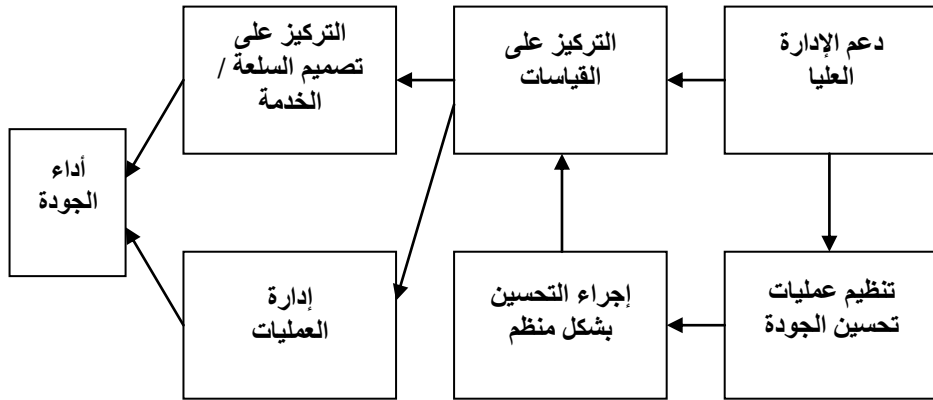 دعم الإدارة
العليا
التركيز على
القياسات
التركيز على
تصميم السلعة /
الخدمة
أداء
الجودة
تنظيم عمليات
تحسين الجودة
إجراء التحسين
بشكل منظم
إدارة
العمليات